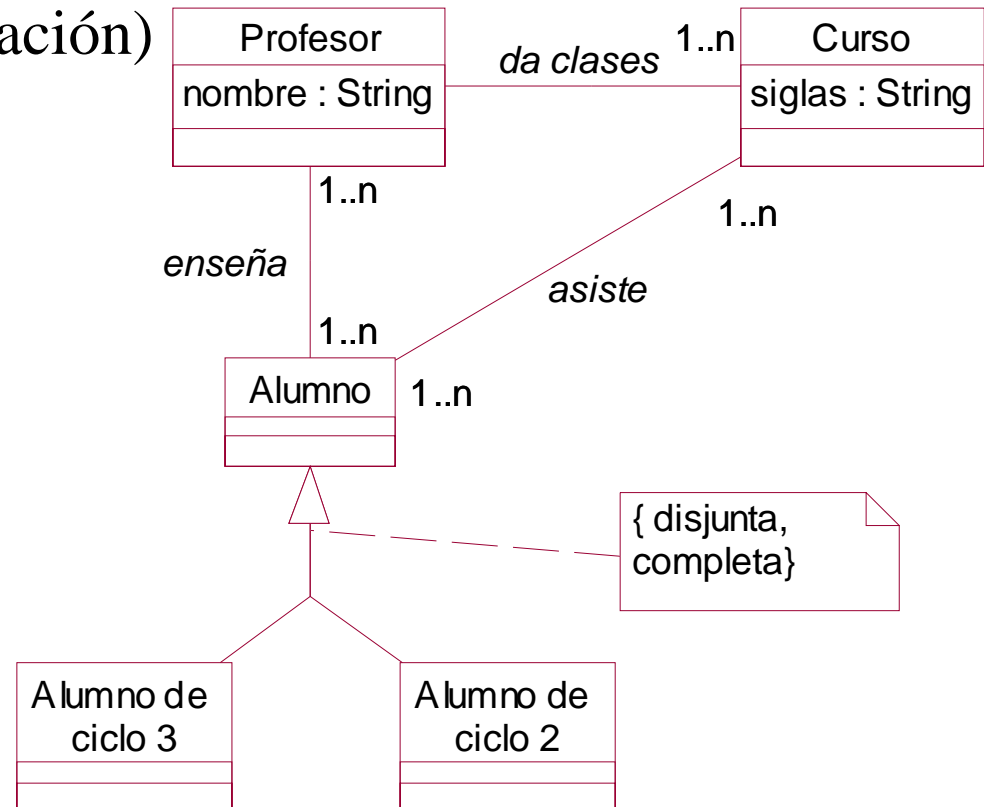 ación)
Profesor
nombre : String
da clases
1..n
Curso
siglas : String
1..n
enseña
1..n
asiste
1..n
Alumno
1..n
{ disjunta,
completa}
Alumno de
ciclo 3
Alumno de
ciclo 2